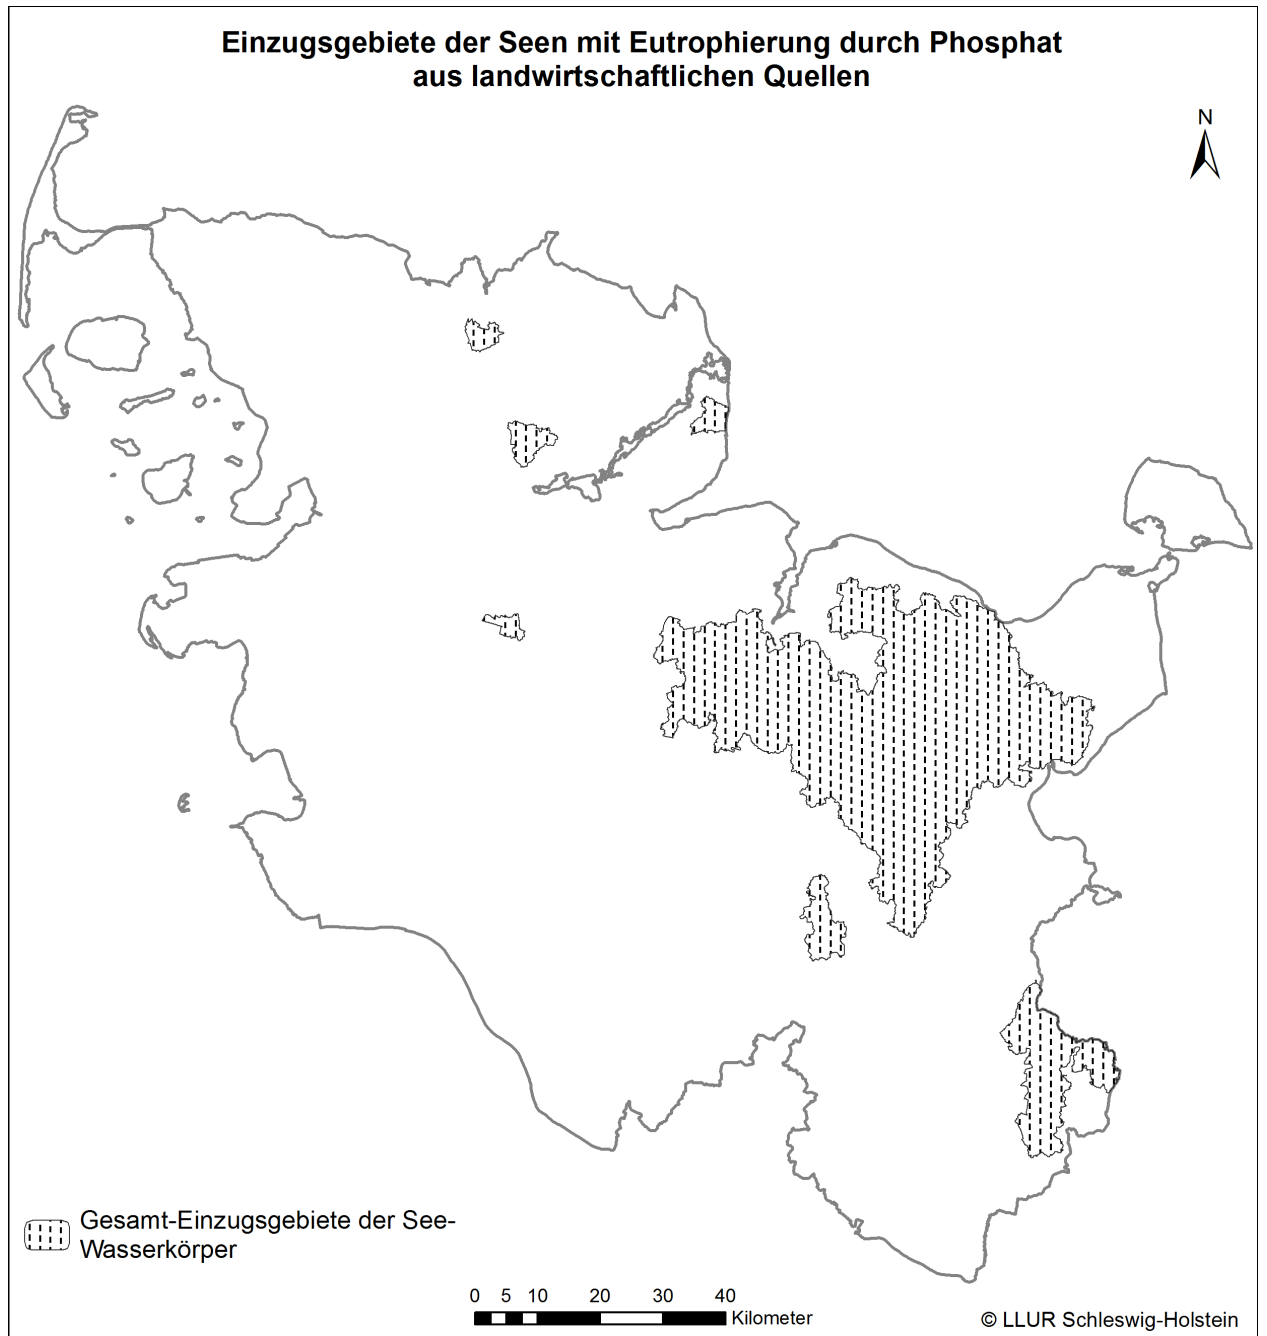 Einzugsgebiete der Seen mit Eutrophierung durch Phosphat
aus landwirtschaftlichen Quellen
N
Gesamt-Einzugsgebiete der See-
Wasserkörper
0 5 10 20 30 40
Kilometer
© LLUR Schleswig-Holstein